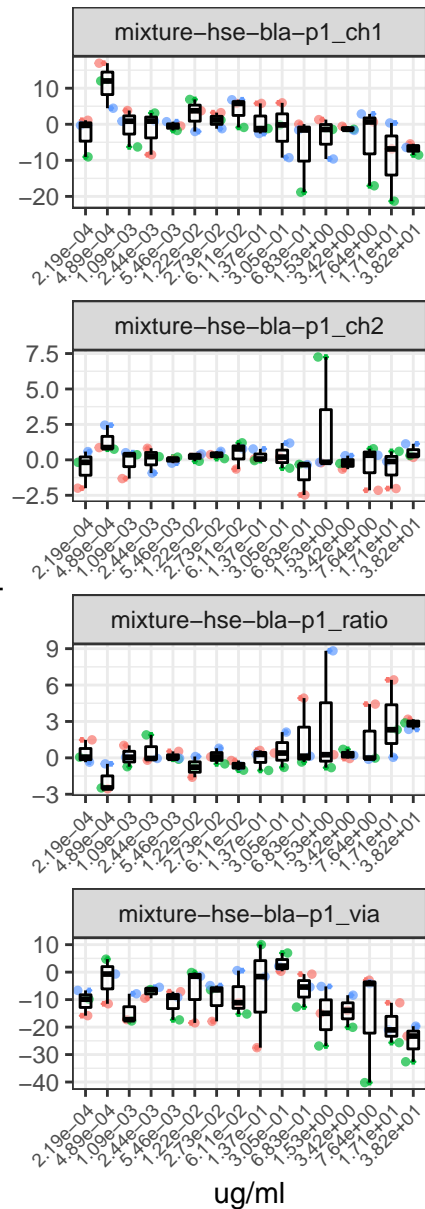 mixture−hse−bla−p1_ch1
10
0
−10
−20
2.19e−04
4.89e−04
1.09e−03
2.44e−03
5.46e−03
1.22e−02
2.73e−02
6.11e−02
1.37e−01
3.05e−01
6.83e−01
1.53e+00
3.42e+00
7.64e+00
1.71e+01
3.82e+01
mixture−hse−bla−p1_ch2
7.5
5.0
2.5
0.0
−2.5
2.19e−04
4.89e−04
1.09e−03
2.44e−03
5.46e−03
1.22e−02
2.73e−02
6.11e−02
1.37e−01
3.05e−01
6.83e−01
1.53e+00
3.42e+00
7.64e+00
1.71e+01
3.82e+01
mixture−hse−bla−p1_ratio
9
6
3
0
−3
2.19e−04
4.89e−04
1.09e−03
2.44e−03
5.46e−03
1.22e−02
2.73e−02
6.11e−02
1.37e−01
3.05e−01
6.83e−01
1.53e+00
3.42e+00
7.64e+00
1.71e+01
3.82e+01
mixture−hse−bla−p1_via
10
0
−10
−20
−30
−40
2.19e−04
4.89e−04
1.09e−03
2.44e−03
5.46e−03
1.22e−02
2.73e−02
6.11e−02
1.37e−01
3.05e−01
6.83e−01
1.53e+00
3.42e+00
7.64e+00
1.71e+01
3.82e+01
ug/ml